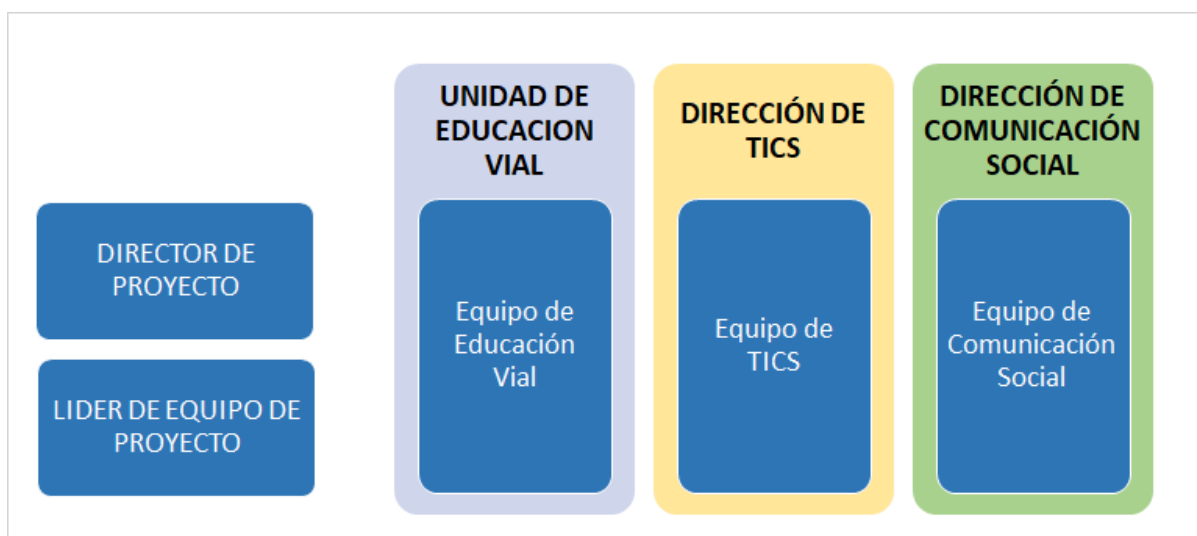 UNIDAD DE
EDUCACION
VIAL
DIRECCIÓN DE
TICS
DIRECCIÓN DE
COMUNICACIÓN
SOCIAL
DIRECTOR DE
PROYECTO
LIDER DE EQUIPO DE
PROYECTO
Equipo de
Educación
Vial
Equipo de
TICS
Equipo de
Comunicación
Social